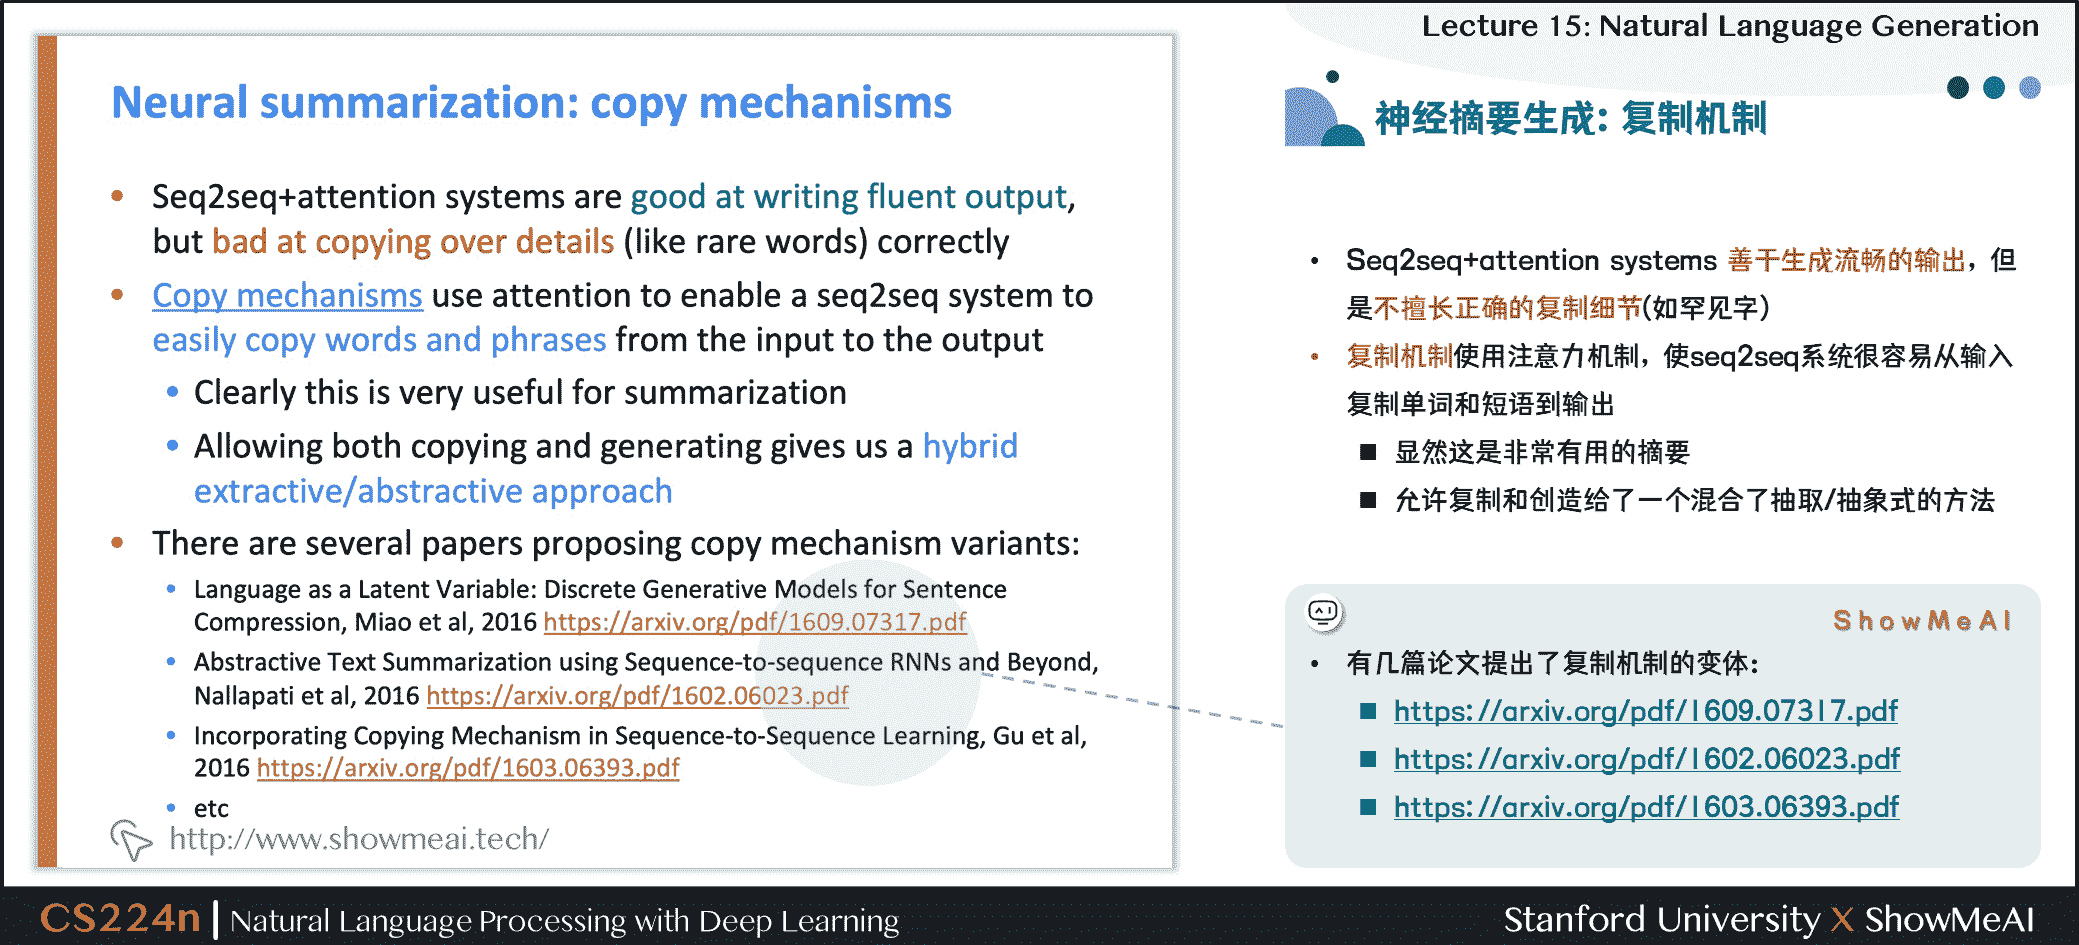 Lecture 15: Natural Language Generation
Neural summarization: copy mechanisms
• Seq2seq+attention systems are good at writing fluent output,
but bad at copying over details (like rare words) correctly
• Copy mechanisms use attention to enable a seq2seq system to
easily copy words and phrases from the input to the output
• Clearly this is very useful for summarization
• Allowing both copying and generating gives us a hybrid
extractive/abstractive approach
• There are several papers proposing copy mechanism variants:
• Language as a Latent Variable: Discrete Generative Models for Sentence
Compression, Miao et al, 2016 https://arxiv.org/pdf/1609.07317.pdf
• Abstractive Text Summarization using Sequence-to-sequence RNNs and Beyond,
Nallapati et al, 2016 https://arxiv.org/pdf/1602.06023.pdf
• Incorporating Copying Mechanism in Sequence-to-Sequence Learning, Gu et al,
2016 https://arxiv.org/pdf/1603.06393.pdf
• etc
http://www.showmeai.tech/
神经摘要生成: 复制机制
• Seq2seq+attention systems 善于生成流畅的输出，但
是不擅长正确的复制细节(如罕见字)
• 复制机制使用注意力机制，使seq2seq系统很容易从输入
复制单词和短语到输出
■ 显然这是非常有用的摘要
■ 允许复制和创造给了一个混合了抽取/抽象式的方法
ShowMeAI
• 有几篇论文提出了复制机制的变体：
■ https://arxiv.org/pdf/1609.07317.pdf
■ https://arxiv.org/pdf/1602.06023.pdf
■ https://arxiv.org/pdf/1603.06393.pdf
CS224n | Natural Language Processing with Deep Learning
Stanford University X ShowMeAI